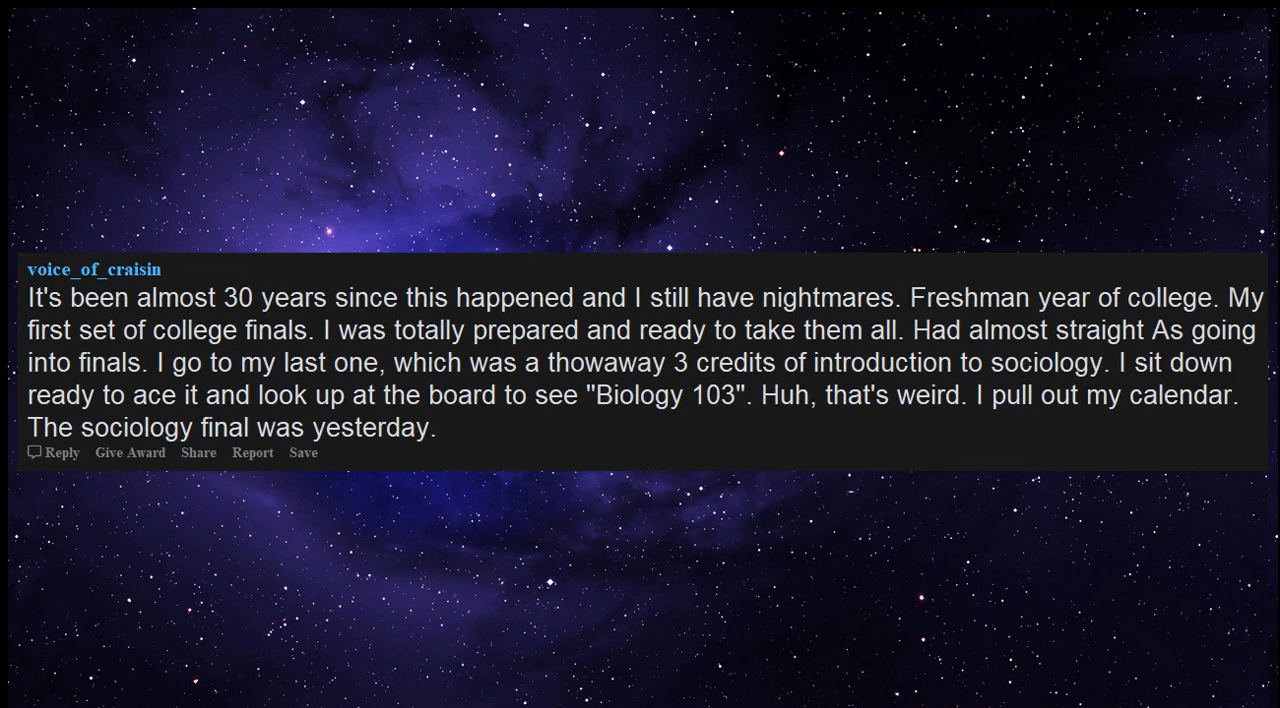 voice_of_craisin
It's been almost 30 years since this happened and I still have nightmares. Freshman year of college. My
first set of college finals. I was totally prepared and ready to take them all. Had almost straight As going
into finals. I go to my last one, which was a thowaway 3 credits of introduction to sociology. I sit down
ready to ace it and look up at the board to see "Biology 103". Huh, that's weird. I pull out my calendar.
The sociology final was yesterday.
Reply Give Award Share Report Save